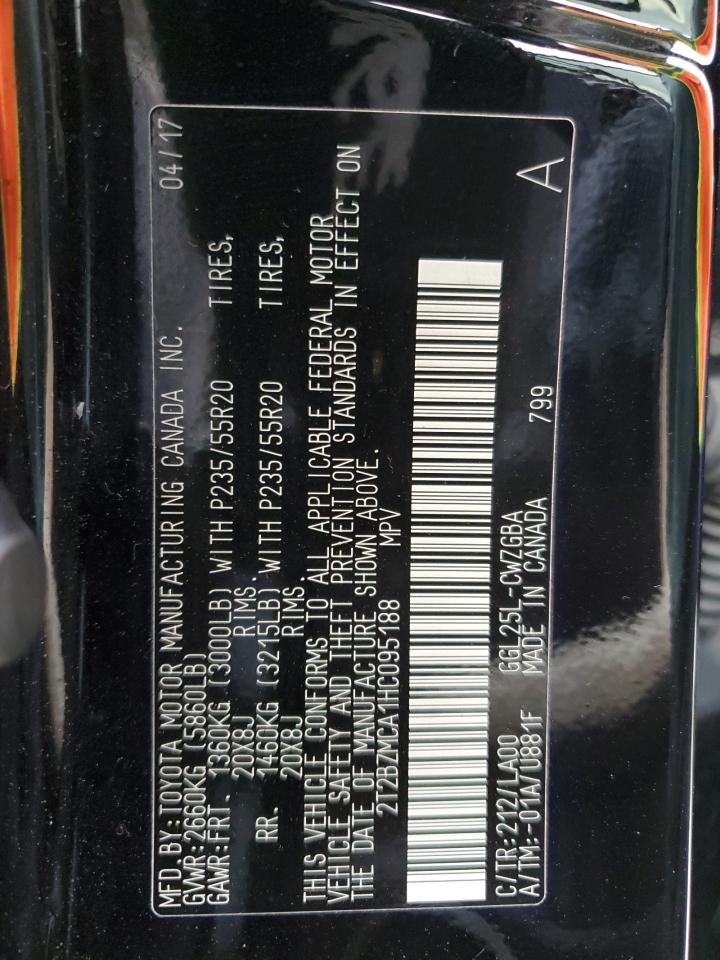 MFD.BY:TOYOTA MOTOR MANUFACTURING CANADA INC. 04/17
GVWR:2660KG (5860LB)
GAWR:FRT. 1360KG (3000LB) WITH P235/55R20 TIRES,
20X8J RIMS.
RR. 1460KG (3215LB) WITH P235/55R20 TIRES,
20X8J RIMS.
THIS VEHICLE CONFORMS TO ALL APPLICABLE FEDERAL MOTOR
VEHICLE SAFETY AND THEFT PREVENTION STANDARDS IN EFFECT ON
THE DATE OF MANUFACTURE SHOWN ABOVE.
2T2BZMCA1HC095188 MPV
C/TR:212/LA00 GGL25L-CWZGBA
A/TM:-01A/U881F MADE IN CANADA 799 A